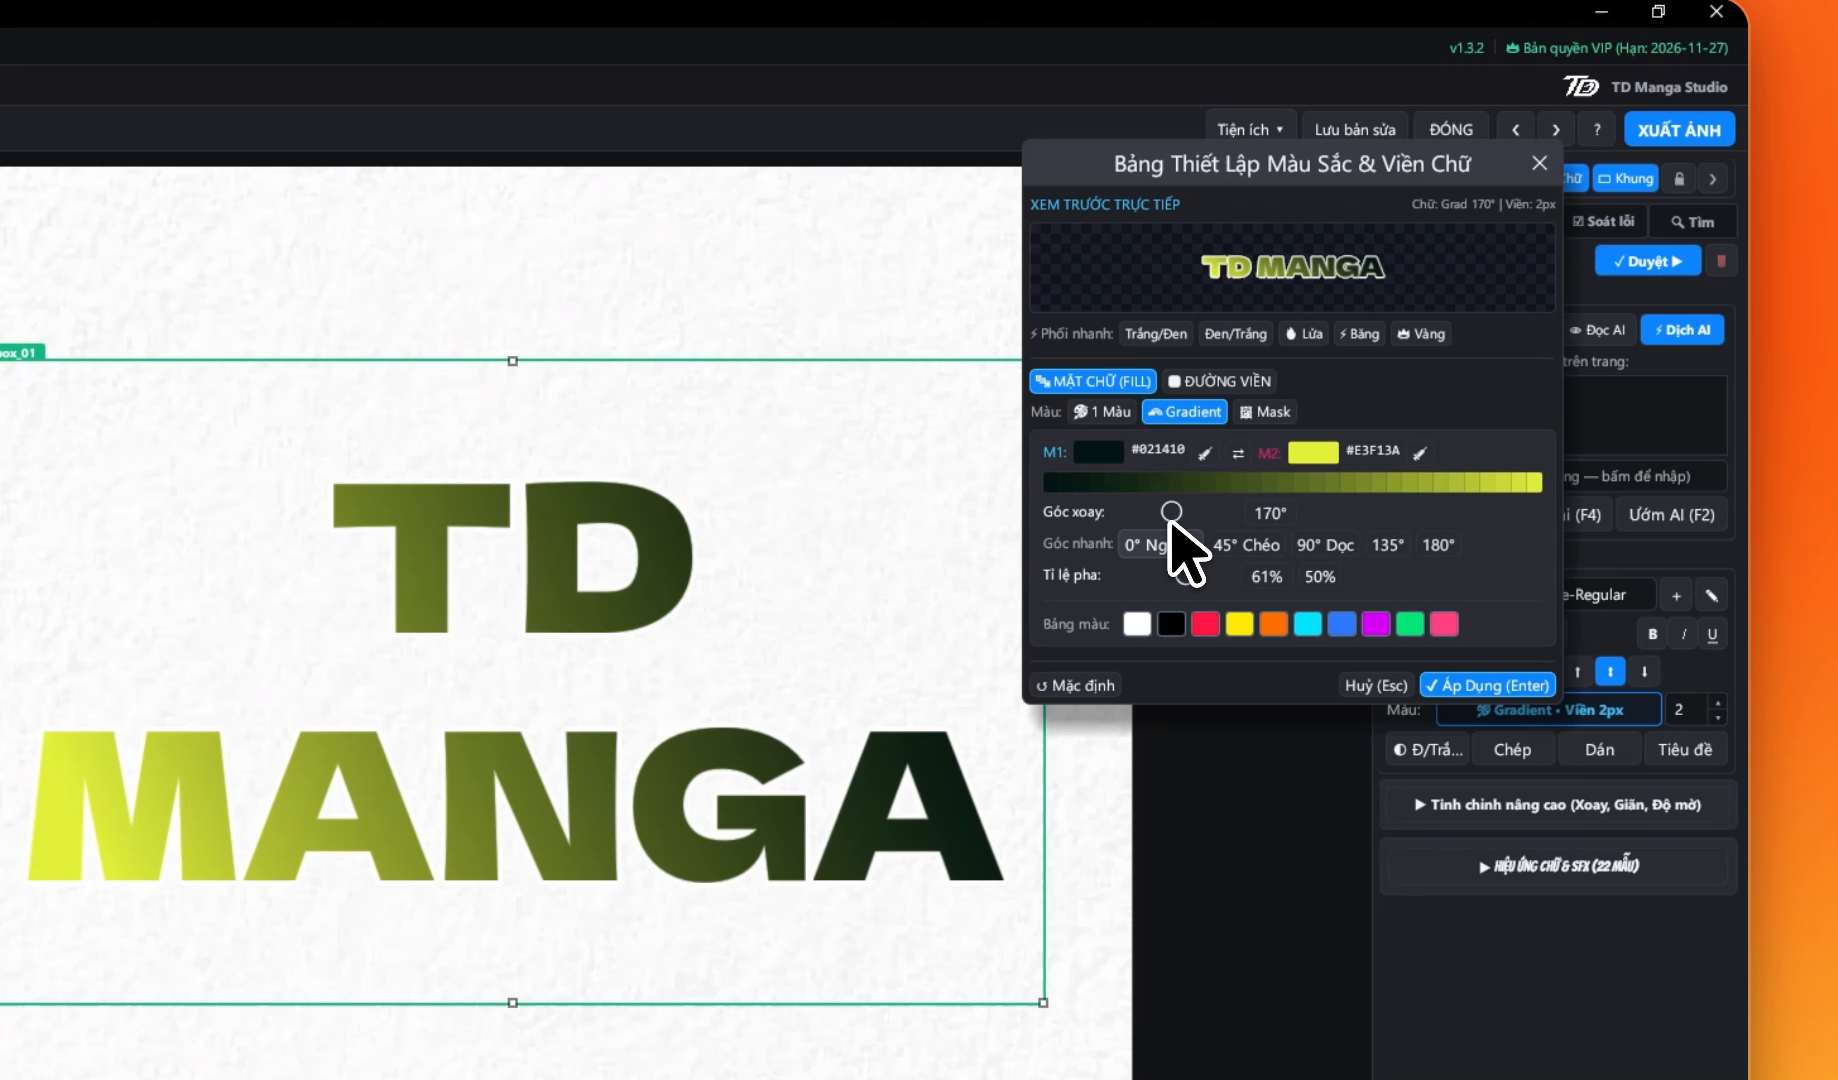 v1.3.2 Bản quyền VIP (Hạn: 2026-11-27)
TD Manga Studio
Tiện ích ▾ Lưu bản sửa ĐÓNG ‹ › ? XUẤT ẢNH
Bảng Thiết Lập Màu Sắc & Viền Chữ
Khung
XEM TRƯỚC TRỰC TIẾP Chữ: Grad 170° | Viền: 2px
Soát lỗi Tìm
TD MANGA
✓ Duyệt ▶
⚡ Phối nhanh: Trắng/Đen Đen/Trắng Lửa ⚡ Băng Vàng
Đọc AI ⚡ Dịch AI
trên trang:
box_01
MẶT CHỮ (FILL) ĐƯỜNG VIỀN
Màu: 1 Màu Gradient Mask
M1: #021410 ⇄ M2: #E3F13A
— bấm để nhập)
Góc xoay: 170°
(F4) Ướm AI (F2)
Góc nhanh: 0° 45° Chéo 90° Dọc 135° 180°
Tỉ lệ pha: 61% 50%
e-Regular + 
Bảng màu:
B I U
↺ Mặc định Huỷ (Esc) ✓ Áp Dụng (Enter)
↑ ↕ ↓
Màu: Gradient • Viền 2px 2
Đ/Trắ... Chép Dán Tiêu đề
▶ Tinh chỉnh nâng cao (Xoay, Giãn, Độ mờ)
▶ HIỆU ỨNG CHỮ & SFX (22 MẪU)
TD
MANGA